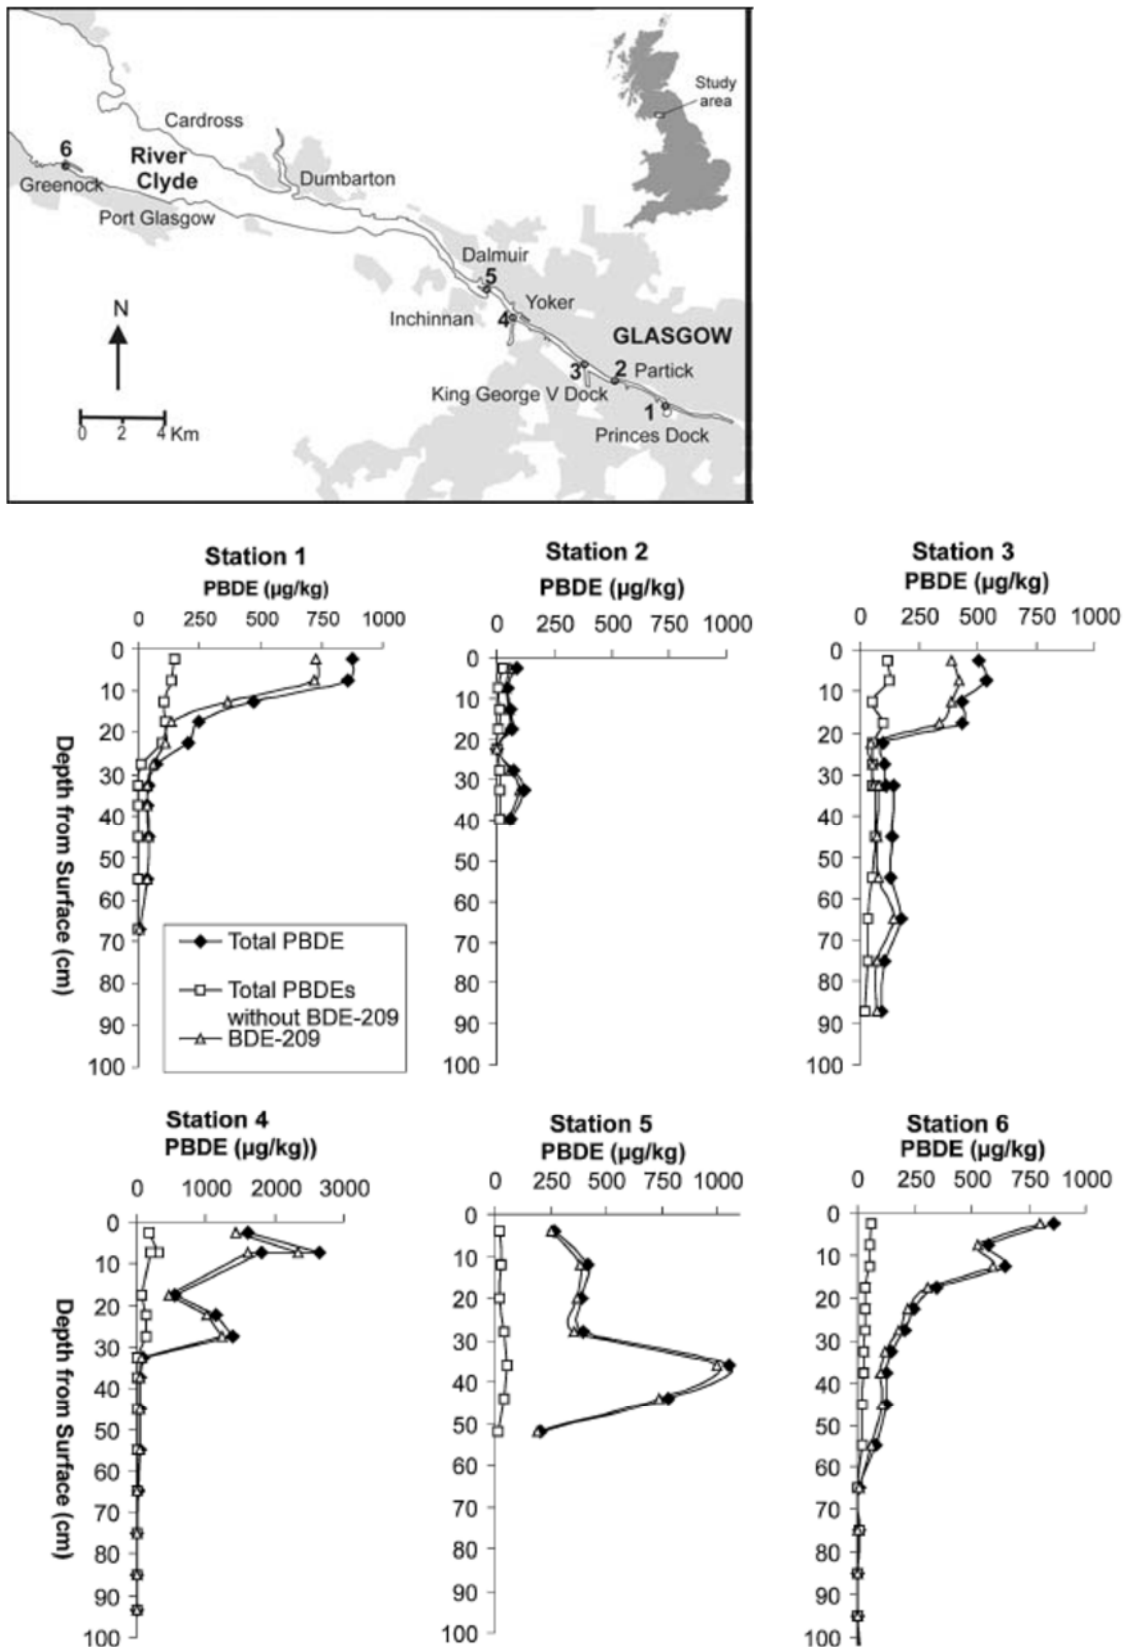 Study
area
Cardross
6
River
Clyde
Greenock
Dumbarton
Port Glasgow
Dalmuir
5
N
Inchinnan
4
Yoker
GLASGOW
3
2
Partick
King George V Dock
1
0 2 4 Km
Princes Dock
Station 1
PBDE (µg/kg)
0 250 500 750 1000
0
10
20
30
40
50
60
70
80
90
100
Depth from Surface (cm)
Total PBDE
Total PBDEs
without BDE-209
BDE-209
Station 2
PBDE (µg/kg)
0 250 500 750 1000
0
10
20
30
40
50
60
70
80
90
100
Station 3
PBDE (µg/kg)
0 250 500 750 1000
0
10
20
30
40
50
60
70
80
90
100
Station 4
PBDE (µg/kg))
0 1000 2000 3000
0
10
20
30
40
50
60
70
80
90
100
Depth from Surface (cm)
Station 5
PBDE (µg/kg)
0 250 500 750 1000
0
10
20
30
40
50
60
70
80
90
100
Station 6
PBDE (µg/kg)
0 250 500 750 1000
0
10
20
30
40
50
60
70
80
90
100